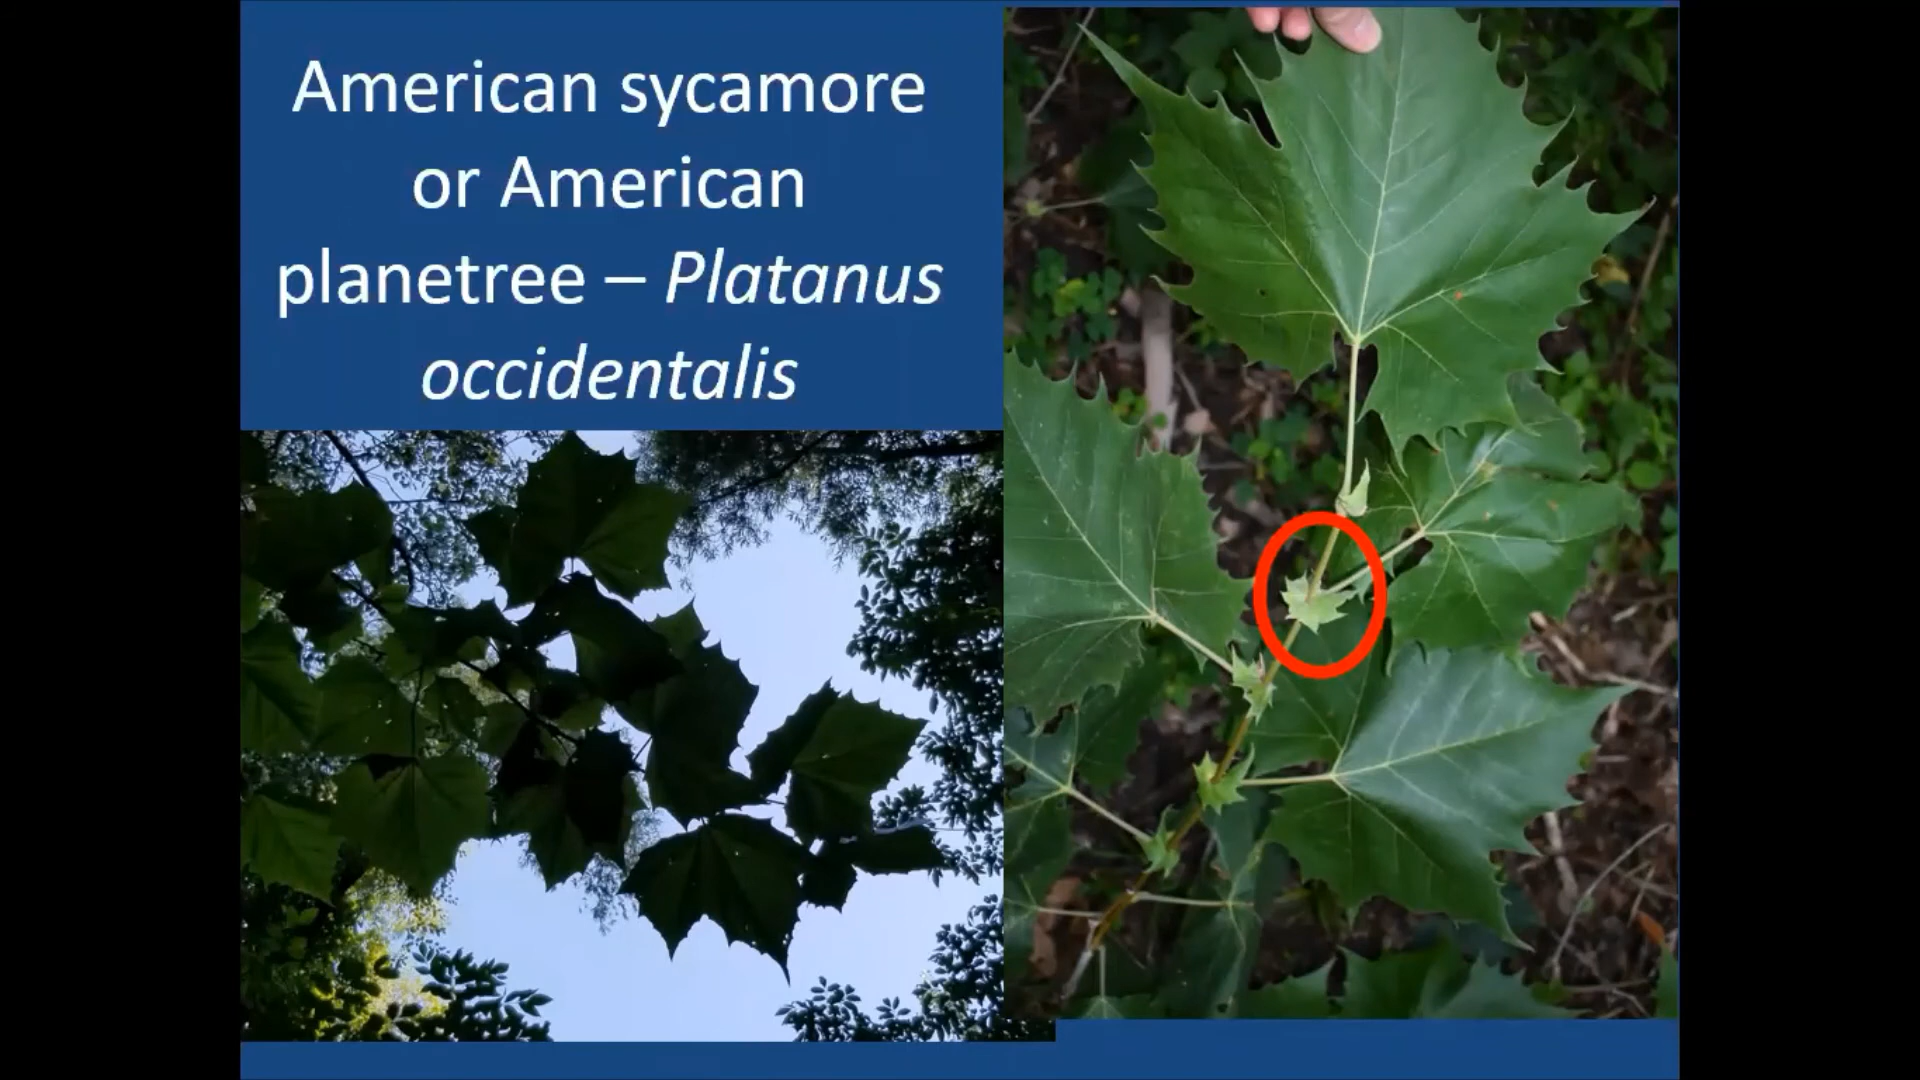 American sycamore
or American
planetree – Platanus
occidentalis